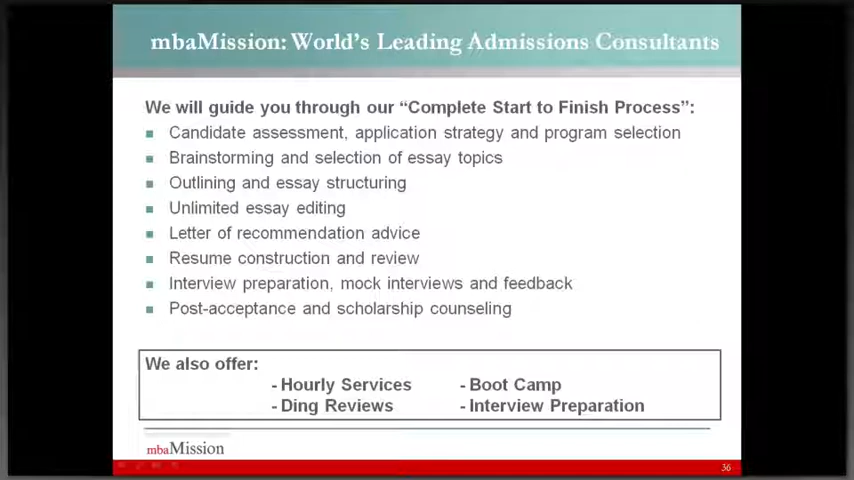 mbaMission: World's Leading Admissions Consultants
We will guide you through our “Complete Start to Finish Process”:
Candidate assessment, application strategy and program selection
Brainstorming and selection of essay topics
Outlining and essay structuring
Unlimited essay editing
Letter of recommendation advice
Resume construction and review
Interview preparation, mock interviews and feedback
Post-acceptance and scholarship counseling
We also offer:
- Hourly Services - Boot Camp
- Ding Reviews - Interview Preparation
mbaMission
36